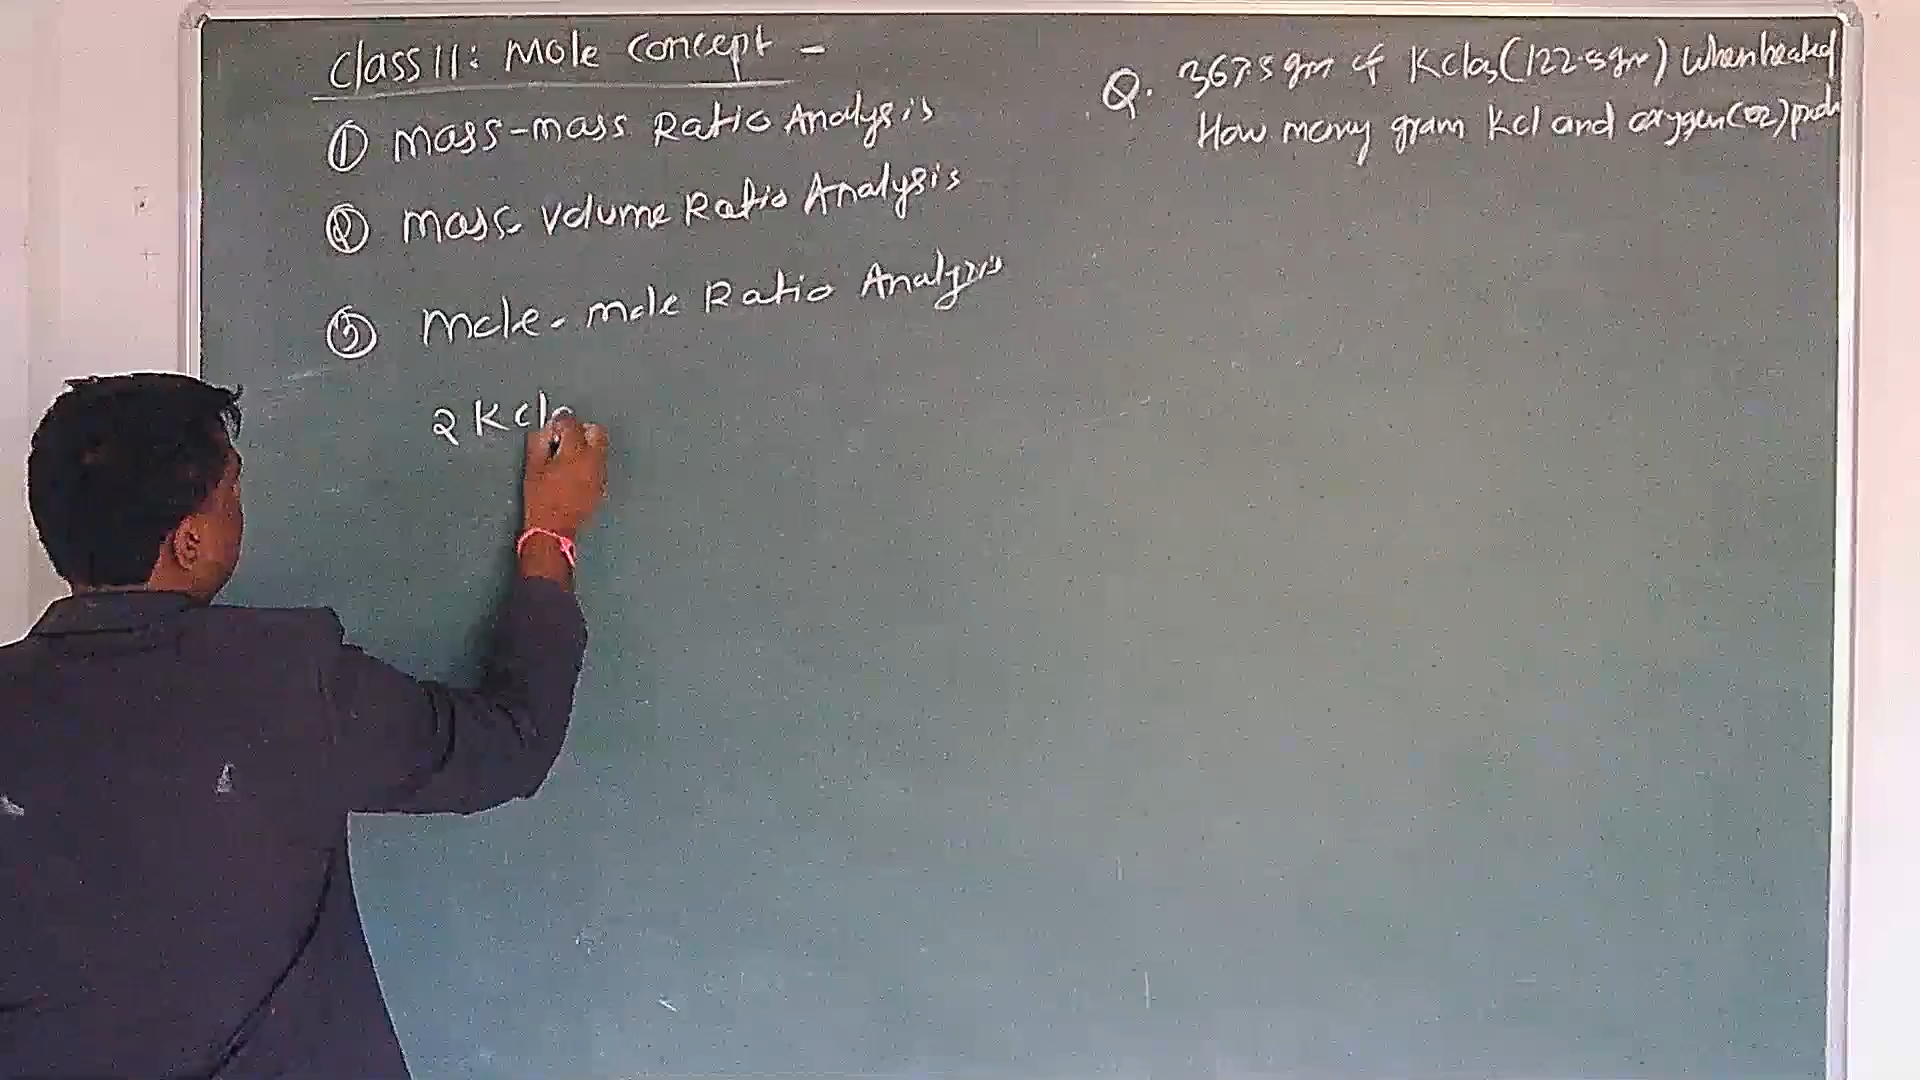 Class 11: Mole Concept -
① mass-mass Ratio Analysis
② mass-volume Ratio Analysis
③ mole-mole Ratio Analysis
2 KClO
Q. 367.5 gm of KClO3 (122.5 gm) when heated
How many gram KCl and oxygen (O2) produ